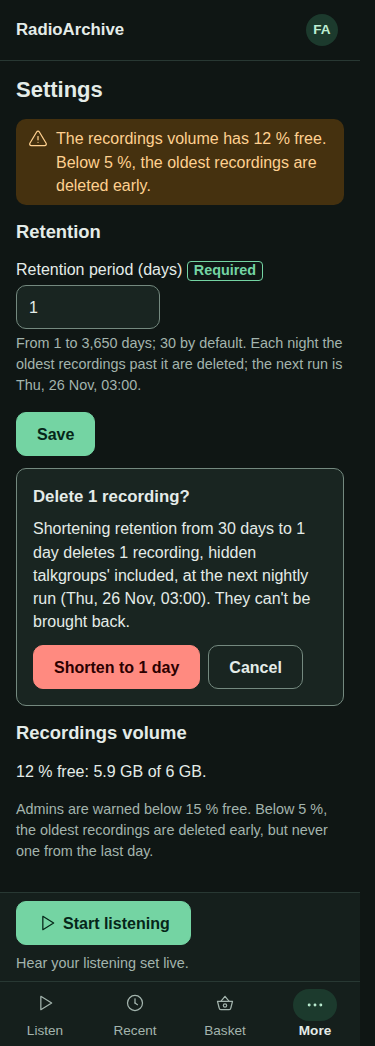 RadioArchive
FA
Settings
The recordings volume has 12 % free.
Below 5 %, the oldest recordings are
deleted early.
Retention
Retention period (days) Required
1
From 1 to 3,650 days; 30 by default. Each night the
oldest recordings past it are deleted; the next run is
Thu, 26 Nov, 03:00.
Save
Delete 1 recording?
Shortening retention from 30 days to 1
day deletes 1 recording, hidden
talkgroups' included, at the next nightly
run (Thu, 26 Nov, 03:00). They can't be
brought back.
Shorten to 1 day Cancel
Recordings volume
12 % free: 5.9 GB of 6 GB.
Admins are warned below 15 % free. Below 5 %,
the oldest recordings are deleted early, but never
one from the last day.
Start listening
Hear your listening set live.
Listen Recent Basket More